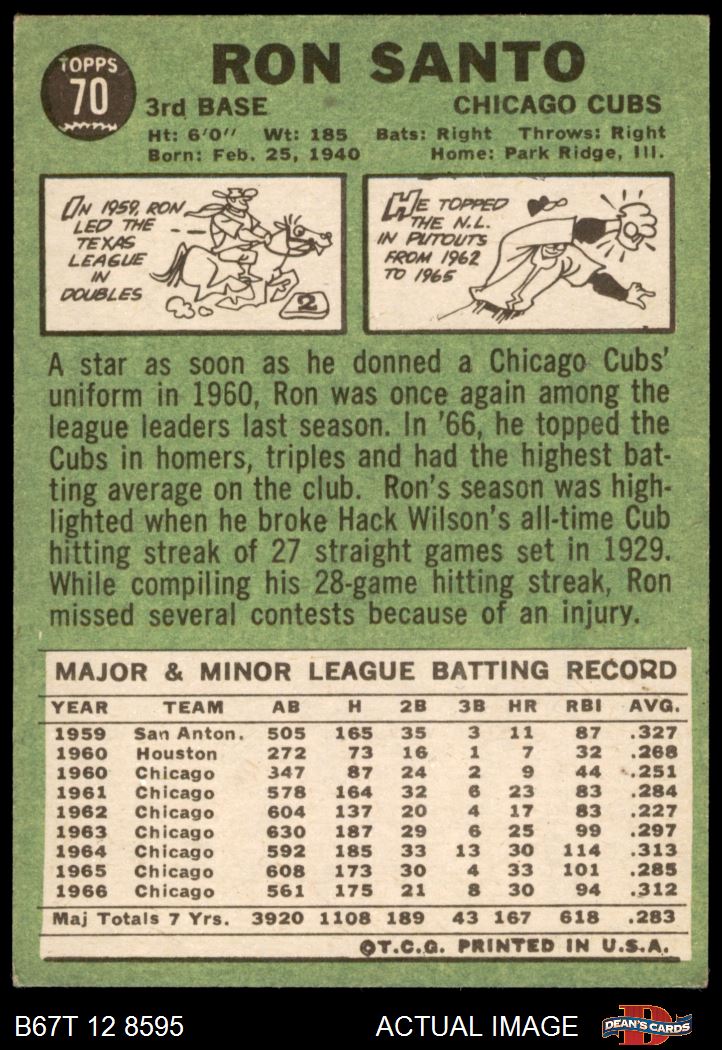 TOPPS
70
RON SANTO
3rd BASE CHICAGO CUBS
Ht: 6'0" Wt: 185 Bats: Right Throws: Right
Born: Feb. 25, 1940 Home: Park Ridge, Ill.
IN 1959, RON
LED THE
TEXAS
LEAGUE
IN
DOUBLES
2
HE TOPPED
THE N.L.
IN PUTOUTS
FROM 1962
TO 1965
A star as soon as he donned a Chicago Cubs'
uniform in 1960, Ron was once again among the
league leaders last season. In '66, he topped the
Cubs in homers, triples and had the highest bat-
ting average on the club. Ron's season was high-
lighted when he broke Hack Wilson's all-time Cub
hitting streak of 27 straight games set in 1929.
While compiling his 28-game hitting streak, Ron
missed several contests because of an injury.
MAJOR & MINOR LEAGUE BATTING RECORD
YEAR TEAM AB H 2B 3B HR RBI AVG.
1959 San Anton. 505 165 35 3 11 87 .327
1960 Houston 272 73 16 1 7 32 .268
1960 Chicago 347 87 24 2 9 44 .251
1961 Chicago 578 164 32 6 23 83 .284
1962 Chicago 604 137 20 4 17 83 .227
1963 Chicago 630 187 29 6 25 99 .297
1964 Chicago 592 185 33 13 30 114 .313
1965 Chicago 608 173 30 4 33 101 .285
1966 Chicago 561 175 21 8 30 94 .312
Maj Totals 7 Yrs. 3920 1108 189 43 167 618 .283
©T.C.G. PRINTED IN U.S.A.
B67T 12 8595 ACTUAL IMAGE
D
DEAN'S CARDS